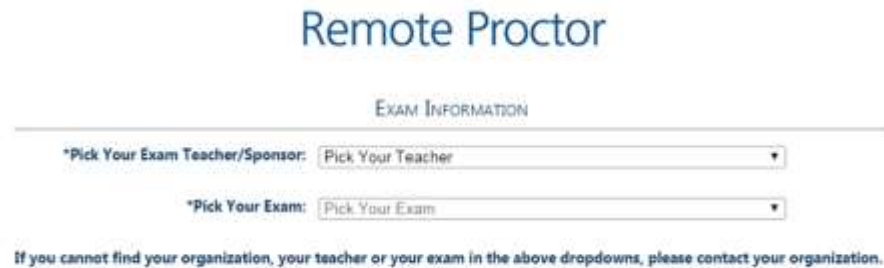 Remote Proctor
EXAM INFORMATION
*Pick Your Exam Teacher/Sponsor: Pick Your Teacher
*Pick Your Exam: Pick Your Exam
If you cannot find your organization, your teacher or your exam in the above dropdowns, please contact your organization.